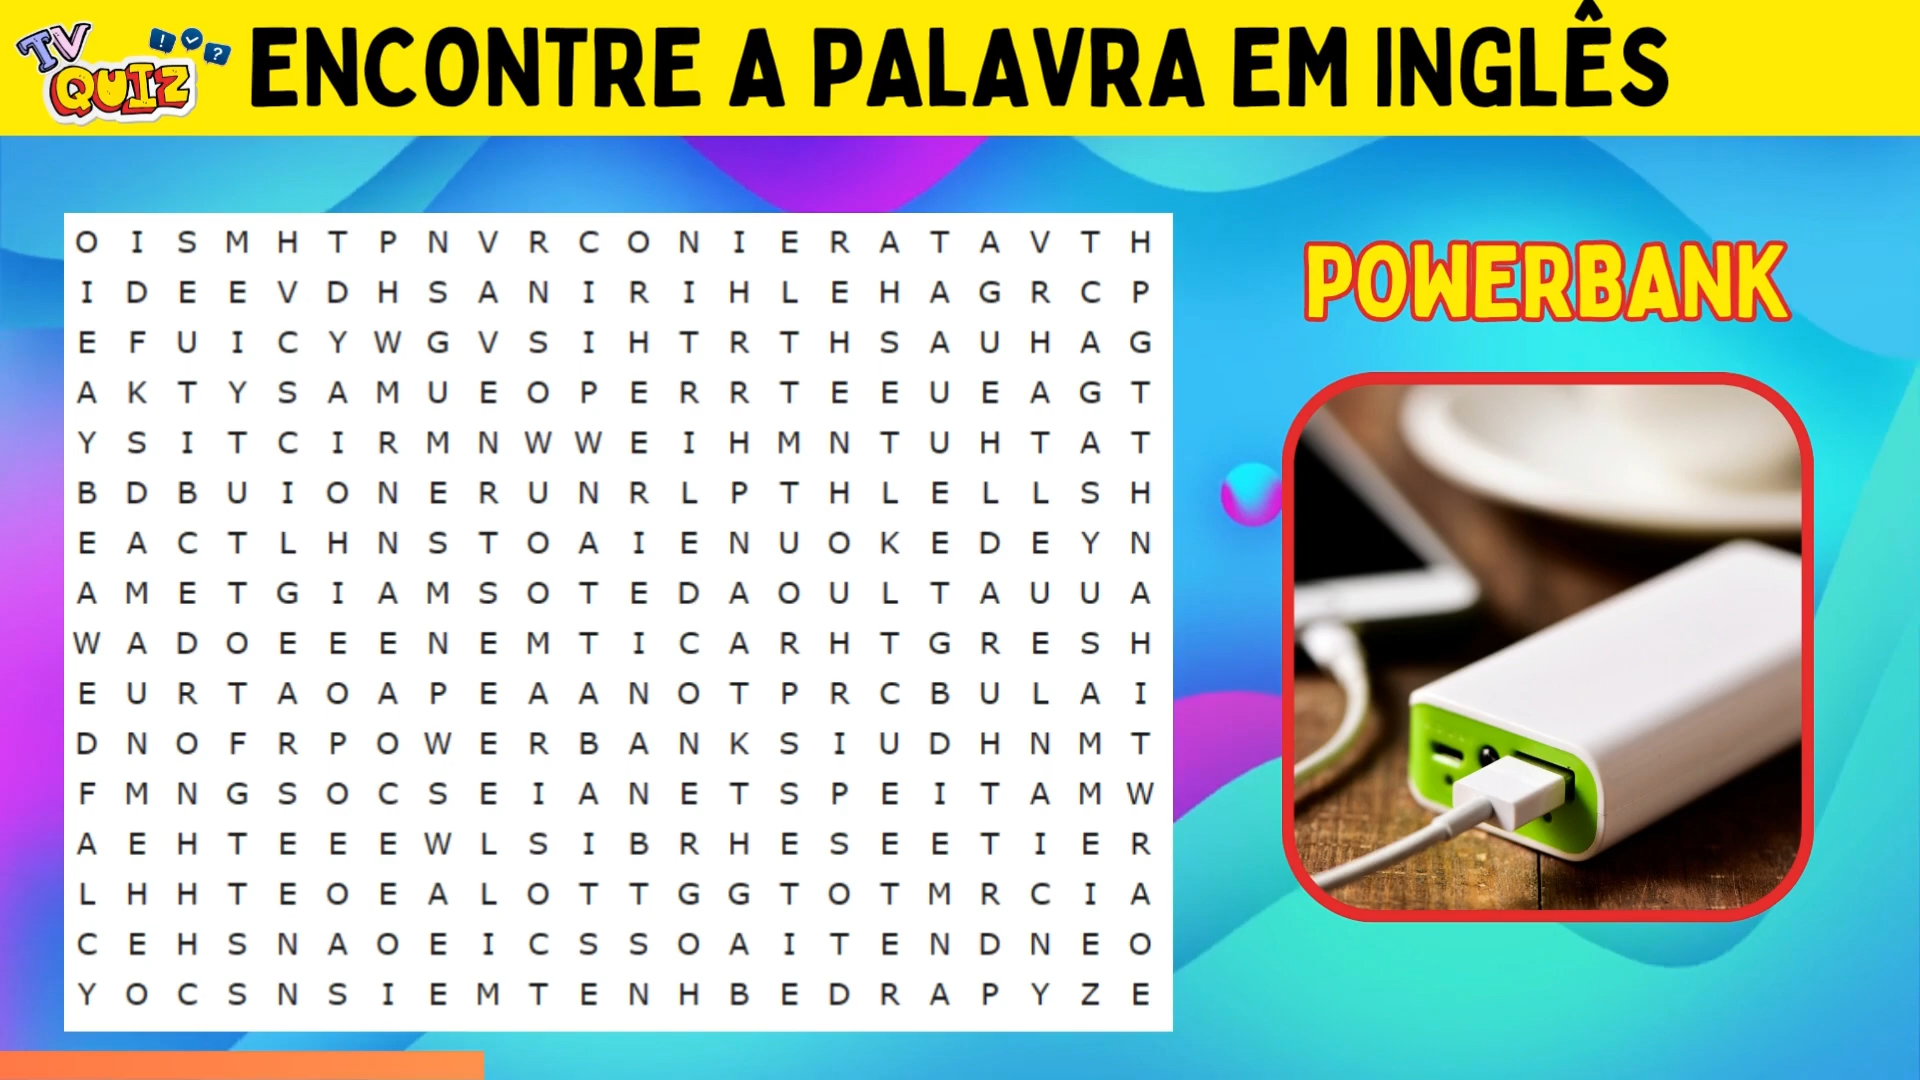 TV QUIZ ! ? ENCONTRE A PALAVRA EM INGLÊS
O I S M H T P N V R C O N I E R A T A V T H
I D E E V D H S A N I R I H L E H A G R C P
E F U I C Y W G V S I H T R T H S A U H A G
A K T Y S A M U E O P E R R T E E U E A G T
Y S I T C I R M N W W E I H M N T U H T A T
B D B U I O N E R U N R L P T H L E L L S H
E A C T L H N S T O A I E N U O K E D E Y N
A M E T G I A M S O T E D A O U L T A U U A
W A D O E E E N E M T I C A R H T G R E S H
E U R T A O A P E A A N O T P R C B U L A I
D N O F R P O W E R B A N K S I U D H N M T
F M N G S O C S E I A N E T S P E I T A M W
A E H T E E E W L S I B R H E S E E T I E R
L H H T E O E A L O T T G G T O T M R C I A
C E H S N A O E I C S S O A I T E N D N E O
Y O C S N S I E M T E N H B E D R A P Y Z E
POWERBANK